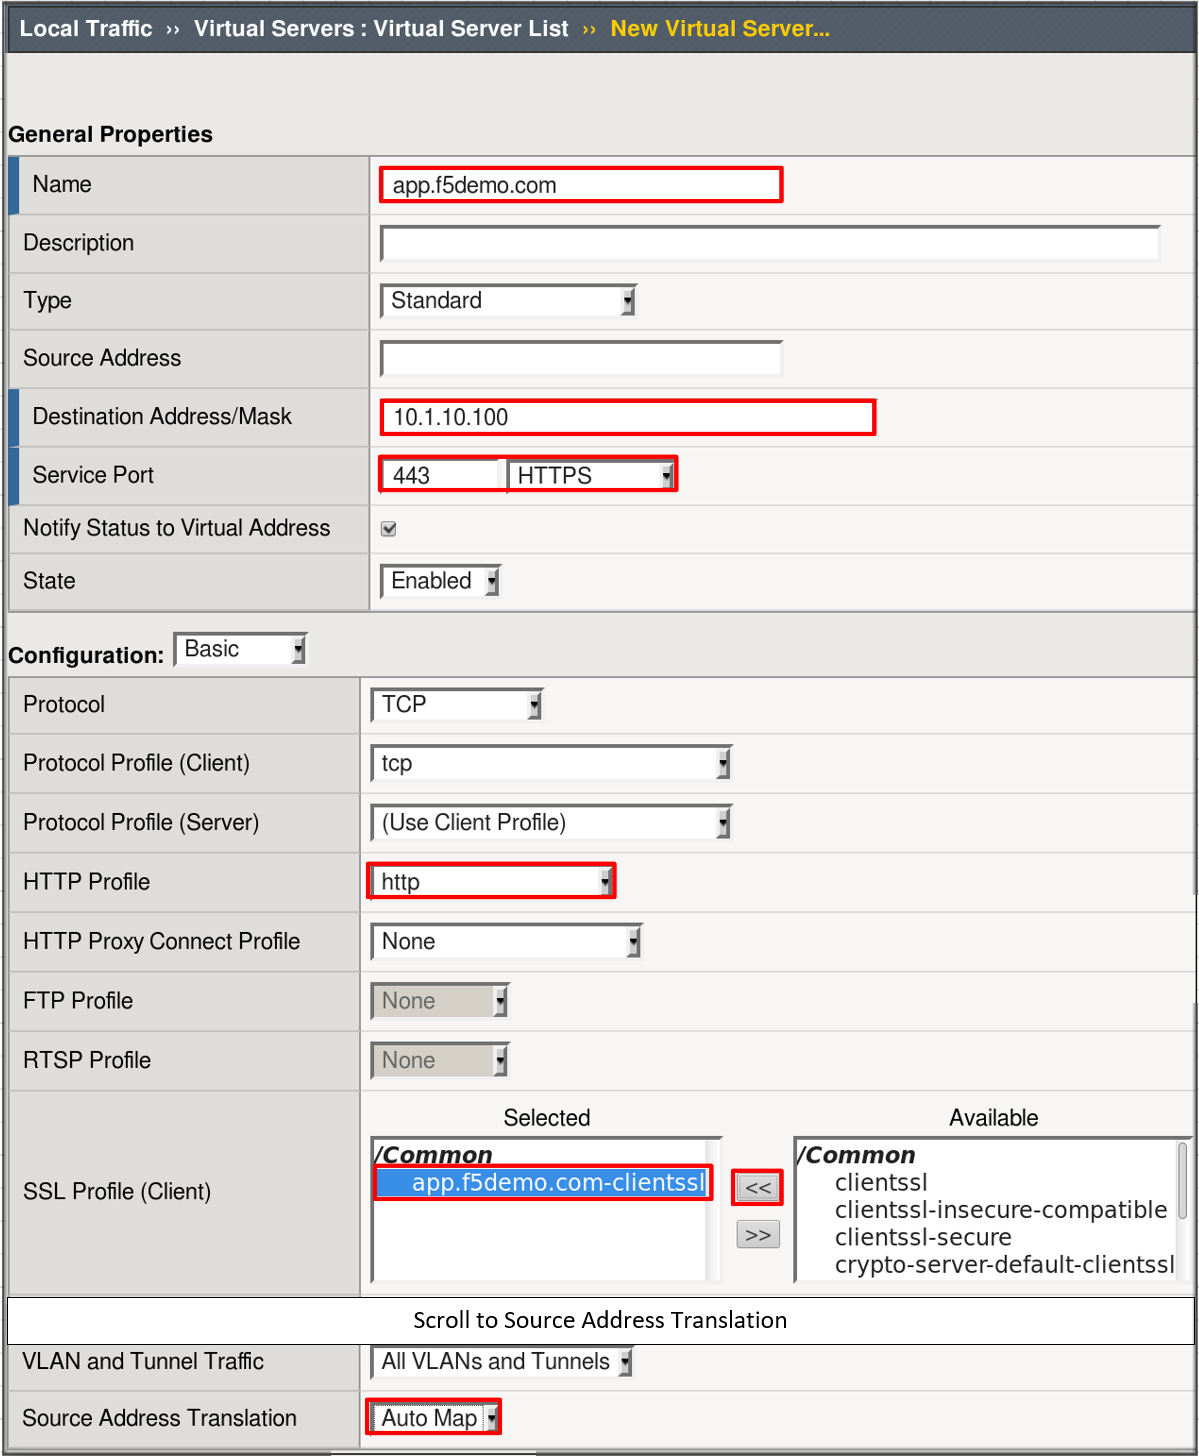 Local Traffic ›› Virtual Servers : Virtual Server List ›› New Virtual Server...
General Properties
Name app.f5demo.com
Description
Type Standard
Source Address
Destination Address/Mask 10.1.10.100
Service Port 443 HTTPS
Notify Status to Virtual Address
State Enabled
Configuration: Basic
Protocol TCP
Protocol Profile (Client) tcp
Protocol Profile (Server) (Use Client Profile)
HTTP Profile http
HTTP Proxy Connect Profile None
FTP Profile None
RTSP Profile None
Selected Available
SSL Profile (Client)
/Common
app.f5demo.com-clientssl
<<
>>
/Common
clientssl
clientssl-insecure-compatible
clientssl-secure
crypto-server-default-clientssl
Scroll to Source Address Translation
VLAN and Tunnel Traffic All VLANs and Tunnels
Source Address Translation Auto Map